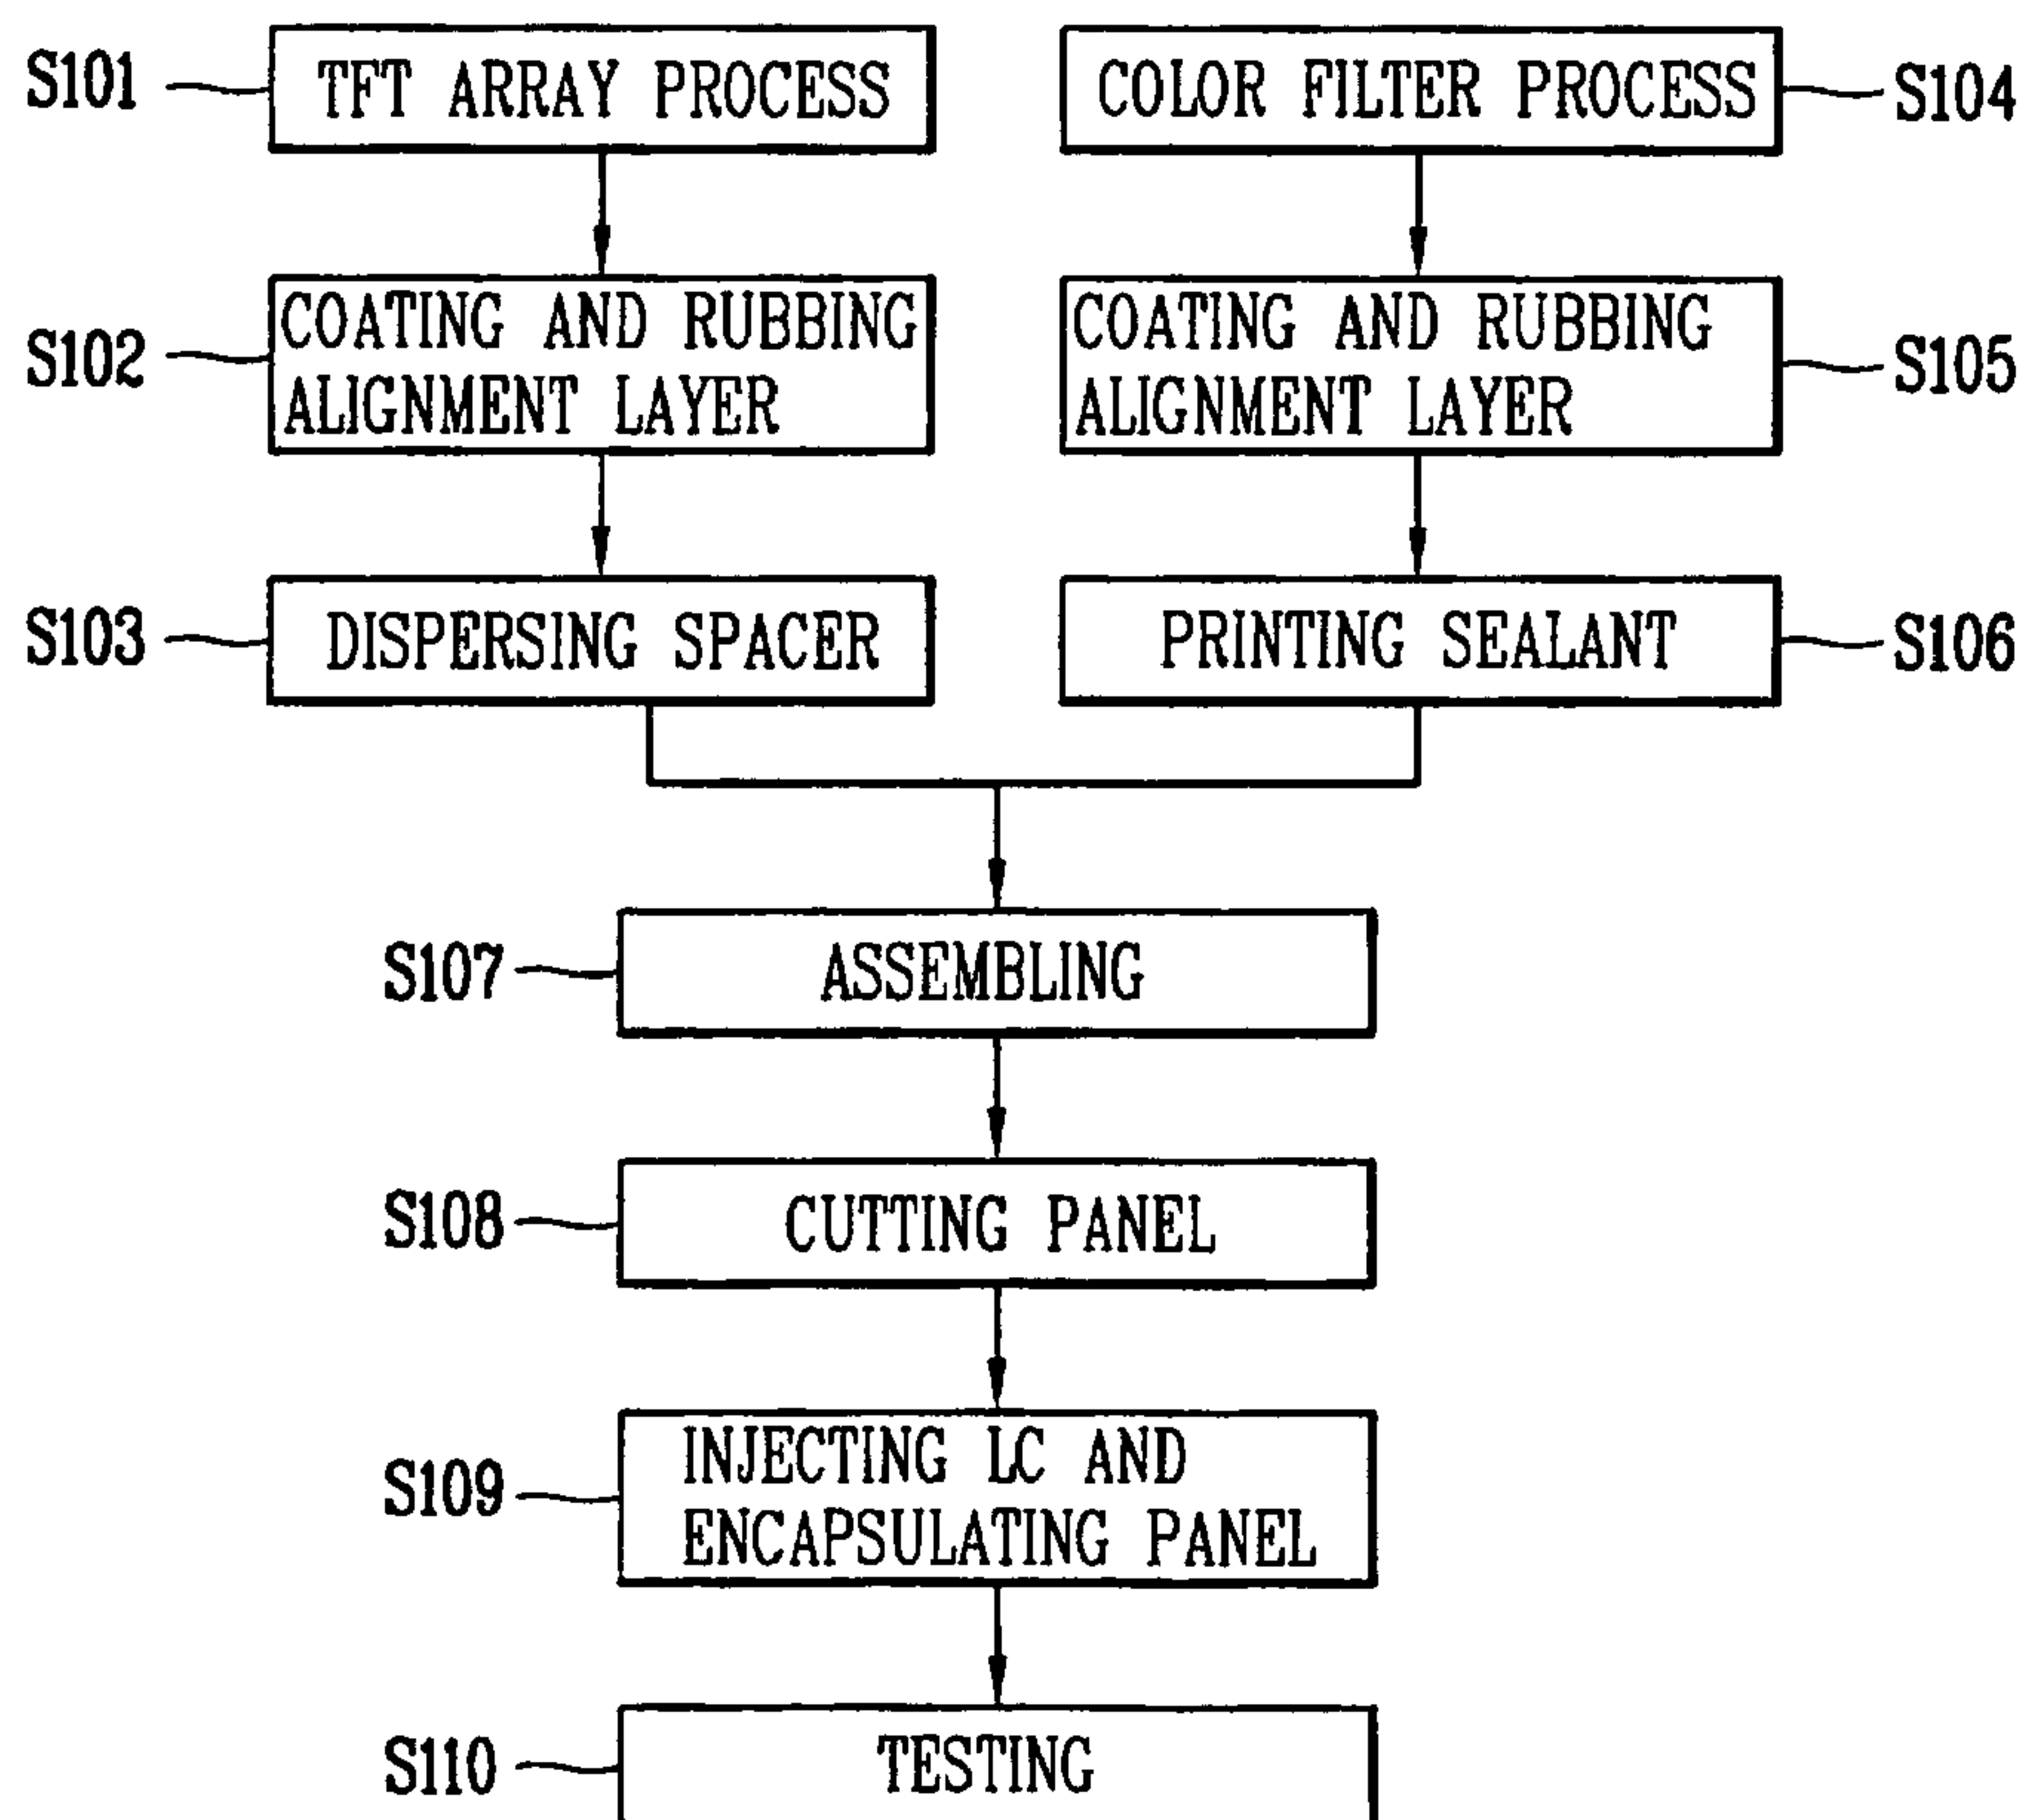 S101
TFT ARRAY PROCESS
COLOR FILTER PROCESS
S104
S102
COATING AND RUBBING
ALIGNMENT LAYER
COATING AND RUBBING
ALIGNMENT LAYER
S105
S103
DISPERSING SPACER
PRINTING SEALANT
S106
S107
ASSEMBLING
S108
CUTTING PANEL
S109
INJECTING LC AND
ENCAPSULATING PANEL
S110
TESTING